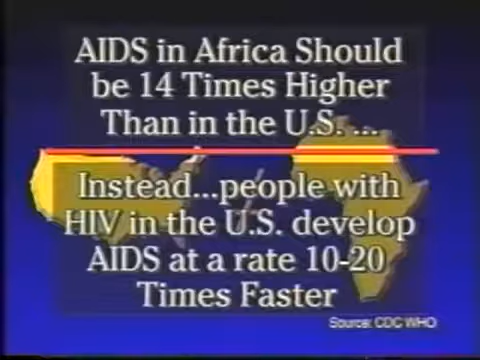 AIDS in Africa Should
be 14 Times Higher
Than in the U.S. ...
Instead...people with
HIV in the U.S. develop
AIDS at a rate 10-20
Times Faster
Source: CDC WHO